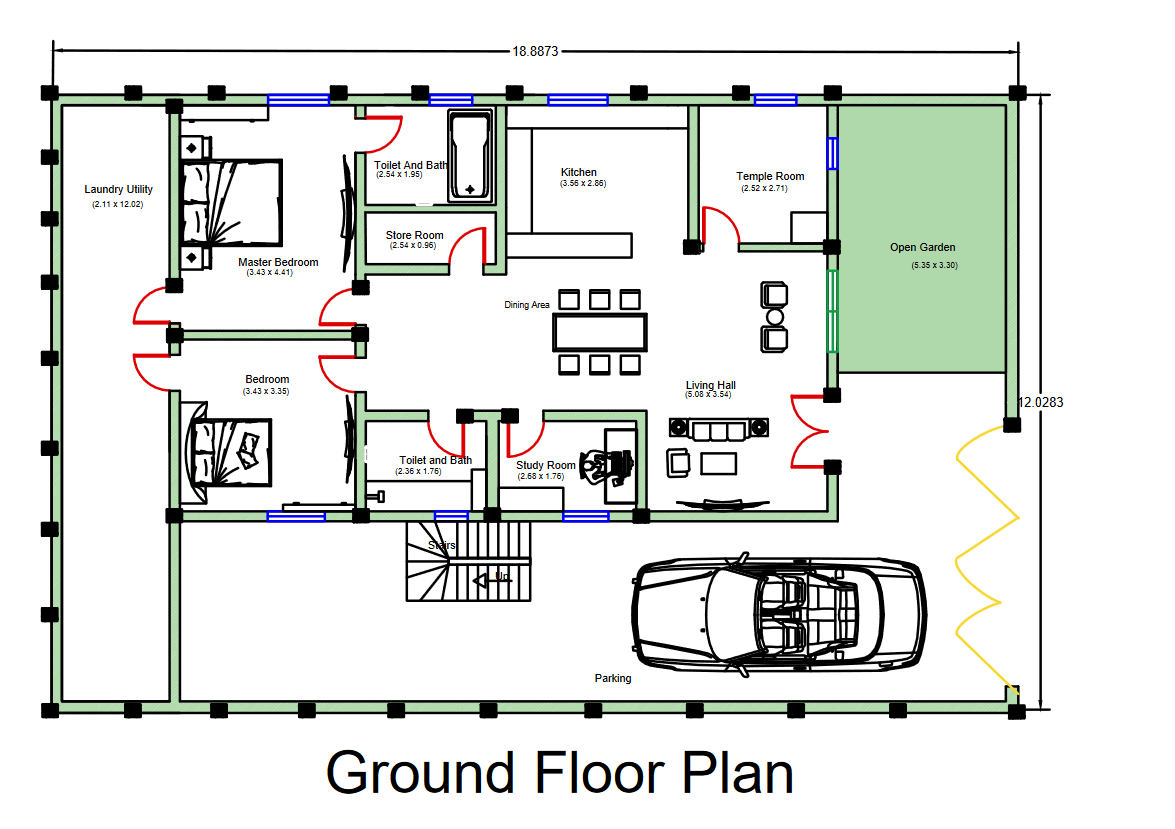 18.8873
Laundry Utility
(2.11 x 12.02)
Toilet And Bath
(2.54 x 1.95)
Kitchen
(3.56 x 2.86)
Temple Room
(2.52 x 2.71)
Store Room
(2.54 x 0.96)
Open Garden
(5.35 x 3.30)
Master Bedroom
(3.43 x 4.41)
Dining Area
Bedroom
(3.43 x 3.35)
Living Hall
(5.08 x 3.54)
12.0283
Toilet and Bath
(2.36 x 1.76)
Study Room
(2.68 x 1.76)
Stairs
Up
Parking
Ground Floor Plan